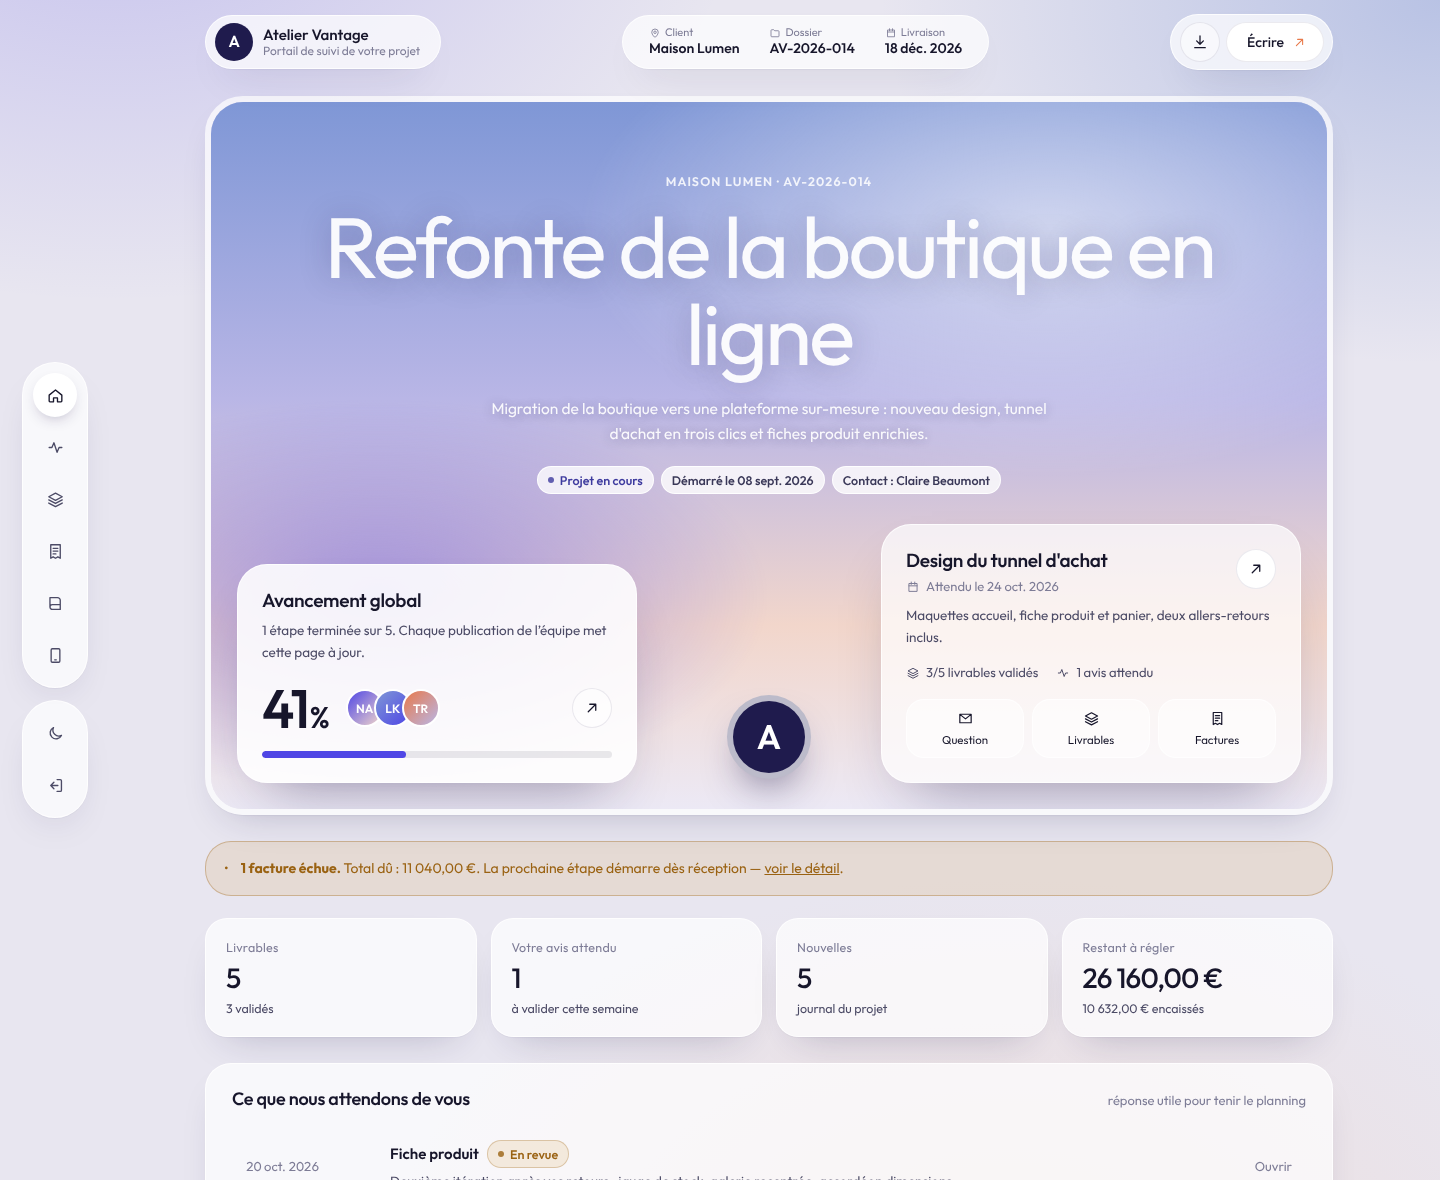 A
Atelier Vantage
Portail de suivi de votre projet
Client
Maison Lumen
Dossier
AV-2026-014
Livraison
18 déc. 2026
Écrire
MAISON LUMEN · AV-2026-014
Refonte de la boutique en
ligne
Migration de la boutique vers une plateforme sur-mesure : nouveau design, tunnel
d'achat en trois clics et fiches produit enrichies.
Projet en cours
Démarré le 08 sept. 2026
Contact : Claire Beaumont
Avancement global
1 étape terminée sur 5. Chaque publication de l'équipe met
cette page à jour.
41%
NA
LK
TR
A
Design du tunnel d'achat
Attendu le 24 oct. 2026
Maquettes accueil, fiche produit et panier, deux allers-retours
inclus.
3/5 livrables validés
1 avis attendu
Question
Livrables
Factures
1 facture échue. Total dû : 11 040,00 €. La prochaine étape démarre dès réception — voir le détail.
Livrables
5
3 validés
Votre avis attendu
1
à valider cette semaine
Nouvelles
5
journal du projet
Restant à régler
26 160,00 €
10 632,00 € encaissés
Ce que nous attendons de vous
réponse utile pour tenir le planning
20 oct. 2026
Fiche produit
En revue
Ouvrir